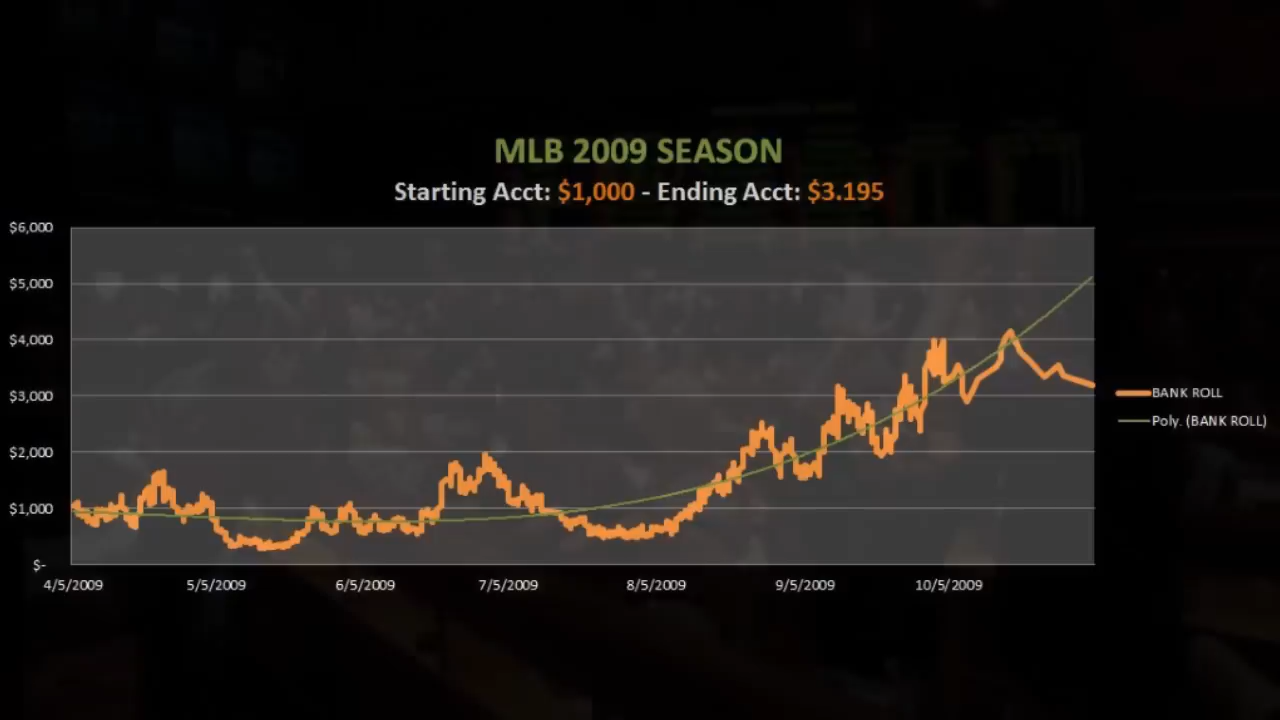 MLB 2009 SEASON
Starting Acct: $1,000 - Ending Acct: $3.195
$6,000
$5,000
$4,000
$3,000
$2,000
$1,000
$-
4/5/2009 5/5/2009 6/5/2009 7/5/2009 8/5/2009 9/5/2009 10/5/2009
BANK ROLL
Poly. (BANK ROLL)